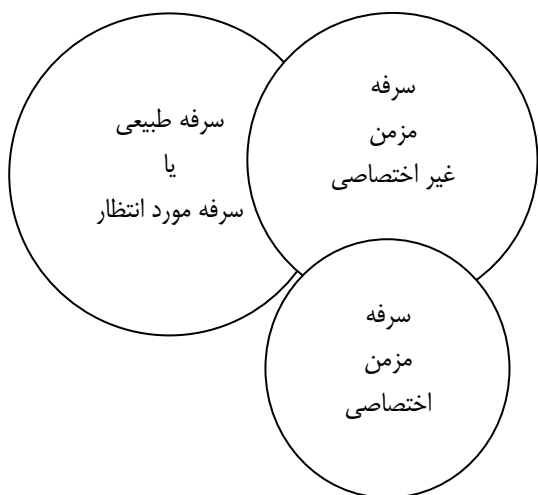 سرفه
مزمن
غیر اختصاصی
سرفه طبیعی
یا
سرفه مورد انتظار
سرفه
مزمن
اختصاصی